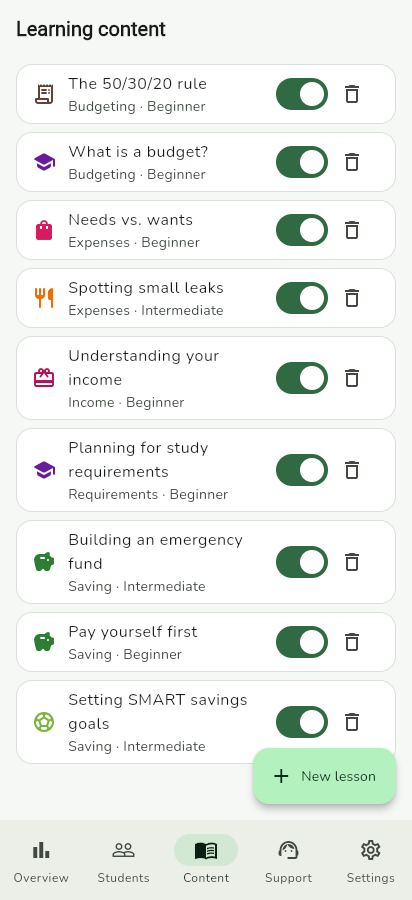 Learning content
The 50/30/20 rule
Budgeting · Beginner
What is a budget?
Budgeting · Beginner
Needs vs. wants
Expenses · Beginner
Spotting small leaks
Expenses · Intermediate
Understanding your
income
Income · Beginner
Planning for study
requirements
Requirements · Beginner
Building an emergency
fund
Saving · Intermediate
Pay yourself first
Saving · Beginner
Setting SMART savings
goals
Saving · Intermediate
New lesson
Overview
Students
Content
Support
Settings